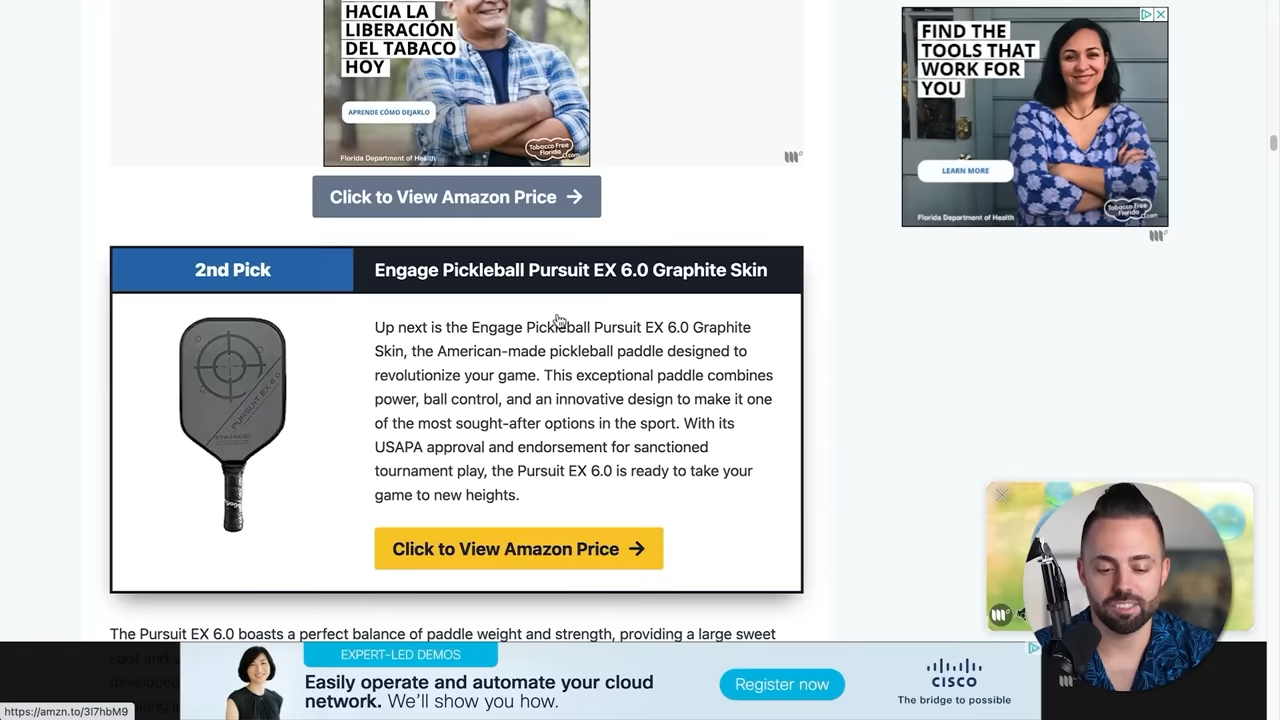 HACIA LA
LIBERACIÓN
DEL TABACO
HOY
APRENDE CÓMO DEJARLO
Florida Department of Health
Tobacco Free
Florida
.com
FIND THE
TOOLS THAT
WORK FOR
YOU
LEARN MORE
Florida Department of Health
Tobacco Free
Florida
.com
Click to View Amazon Price →
2nd Pick
Engage Pickleball Pursuit EX 6.0 Graphite Skin
PURSUIT EX 6.0
ENGAGE
Up next is the Engage Pickleball Pursuit EX 6.0 Graphite
Skin, the American-made pickleball paddle designed to
revolutionize your game. This exceptional paddle combines
power, ball control, and an innovative design to make it one
of the most sought-after options in the sport. With its
USAPA approval and endorsement for sanctioned
tournament play, the Pursuit EX 6.0 is ready to take your
game to new heights.
Click to View Amazon Price →
The Pursuit EX 6.0 boasts a perfect balance of paddle weight and strength, providing a large sweet
EXPERT-LED DEMOS
Easily operate and automate your cloud
network. We'll show you how.
Register now
CISCO
The bridge to possible
https://amzn.to/3I7hbM9